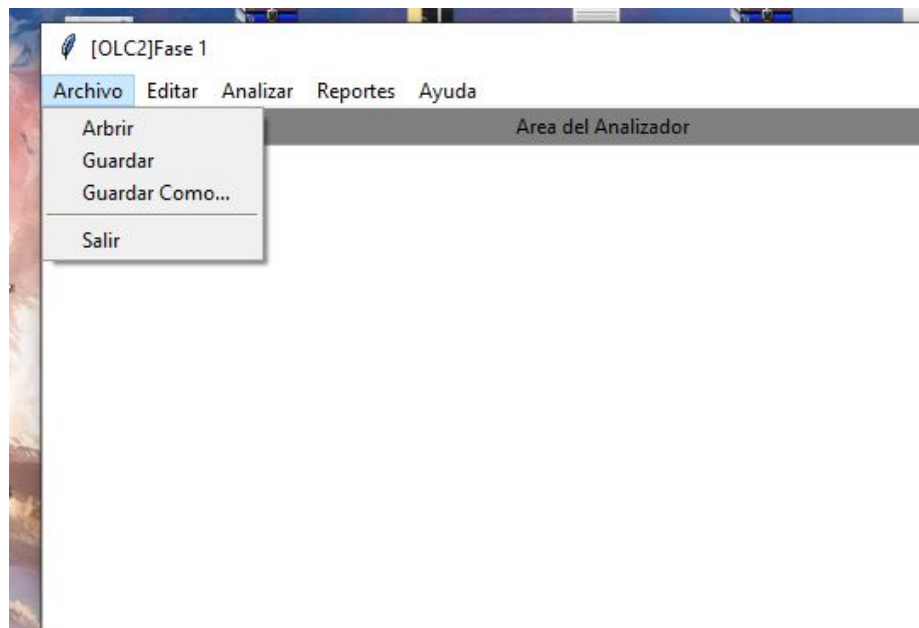 [OLC2]Fase 1
Archivo Editar Analizar Reportes Ayuda
Area del Analizador
Arbrir
Guardar
Guardar Como...
Salir